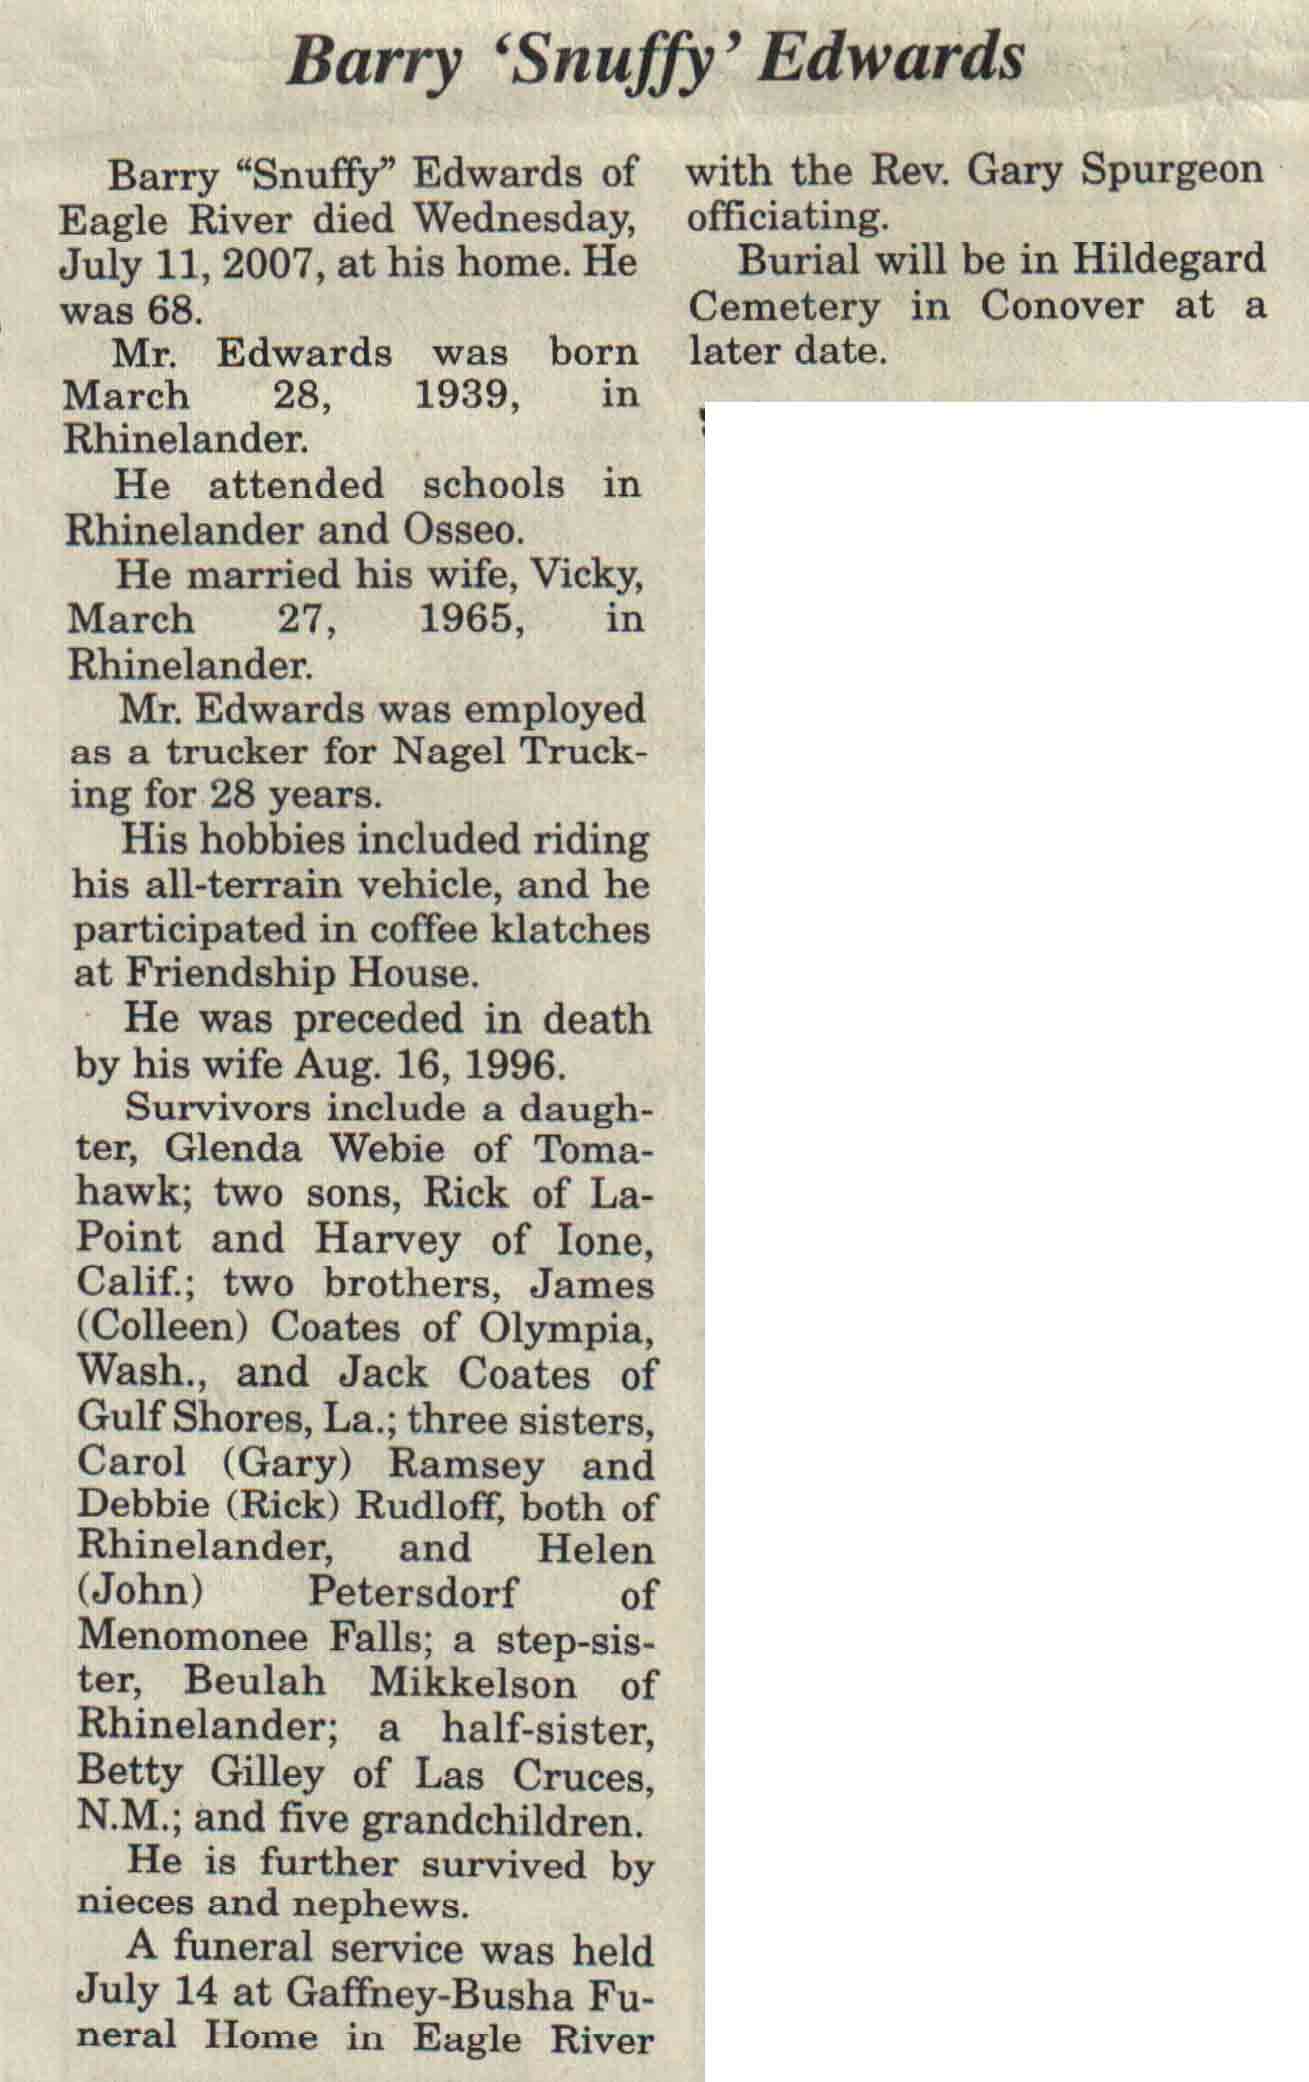 Barry ‘Snuffy’ Edwards
Barry “Snuffy” Edwards of
Eagle River died Wednesday,
July 11, 2007, at his home. He
was 68.
Mr. Edwards was born
March 28, 1939, in
Rhinelander.
He attended schools in
Rhinelander and Osseo.
He married his wife, Vicky,
March 27, 1965, in
Rhinelander.
Mr. Edwards was employed
as a trucker for Nagel Truck-
ing for 28 years.
His hobbies included riding
his all-terrain vehicle, and he
participated in coffee klatches
at Friendship House.
He was preceded in death
by his wife Aug. 16, 1996.
Survivors include a daugh-
ter, Glenda Webie of Toma-
hawk; two sons, Rick of La-
Point and Harvey of Ione,
Calif.; two brothers, James
(Colleen) Coates of Olympia,
Wash., and Jack Coates of
Gulf Shores, La.; three sisters,
Carol (Gary) Ramsey and
Debbie (Rick) Rudloff, both of
Rhinelander, and Helen
(John) Petersdorf of
Menomonee Falls; a step-sis-
ter, Beulah Mikkelson of
Rhinelander; a half-sister,
Betty Gilley of Las Cruces,
N.M.; and five grandchildren.
He is further survived by
nieces and nephews.
A funeral service was held
July 14 at Gaffney-Busha Fu-
neral Home in Eagle River
with the Rev. Gary Spurgeon
officiating.
Burial will be in Hildegard
Cemetery in Conover at a
later date.